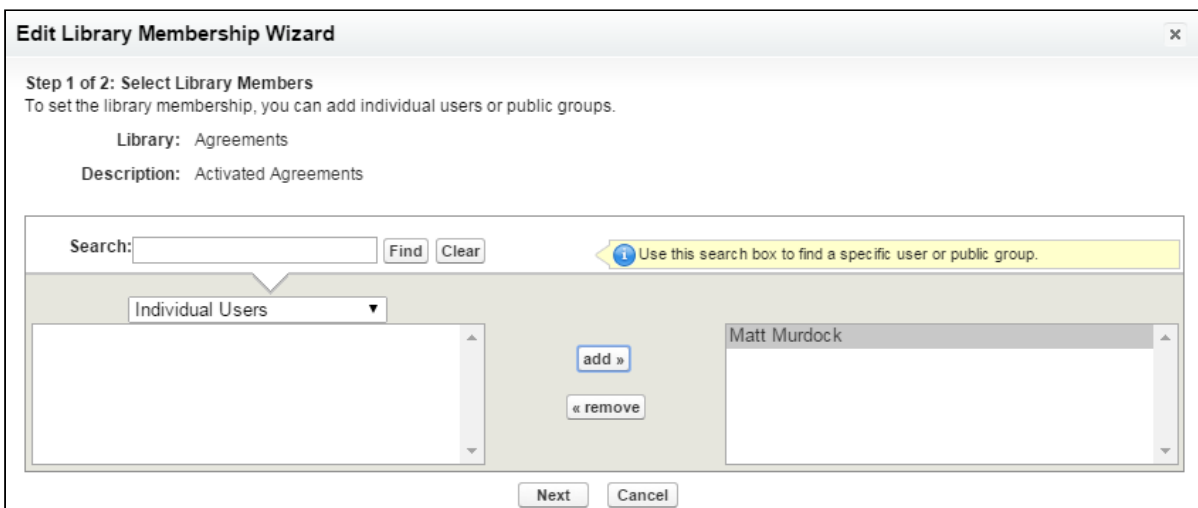 Edit Library Membership Wizard
Step 1 of 2: Select Library Members
To set the library membership, you can add individual users or public groups.
Library: Agreements
Description: Activated Agreements
Search: Find Clear Use this search box to find a specific user or public group.
Individual Users
Matt Murdock
add »
« remove
Next Cancel